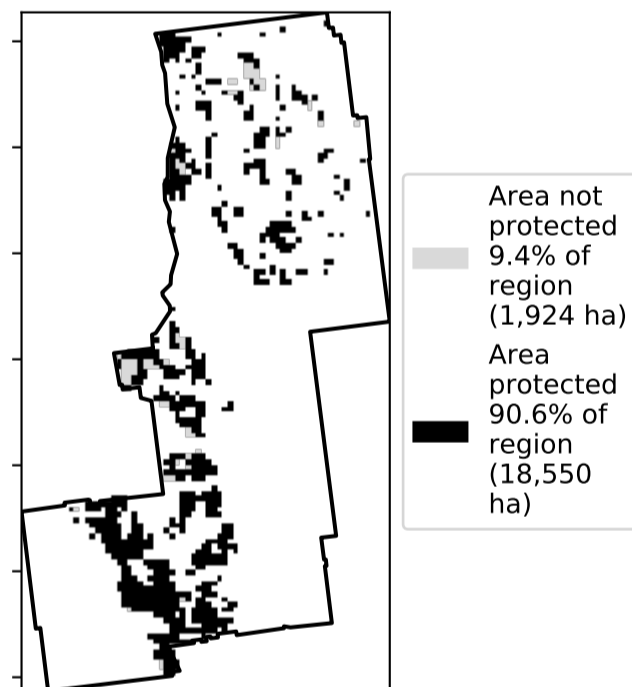 Area not
protected
9.4% of
region
(1,924 ha)
Area
protected
90.6% of
region
(18,550
ha)